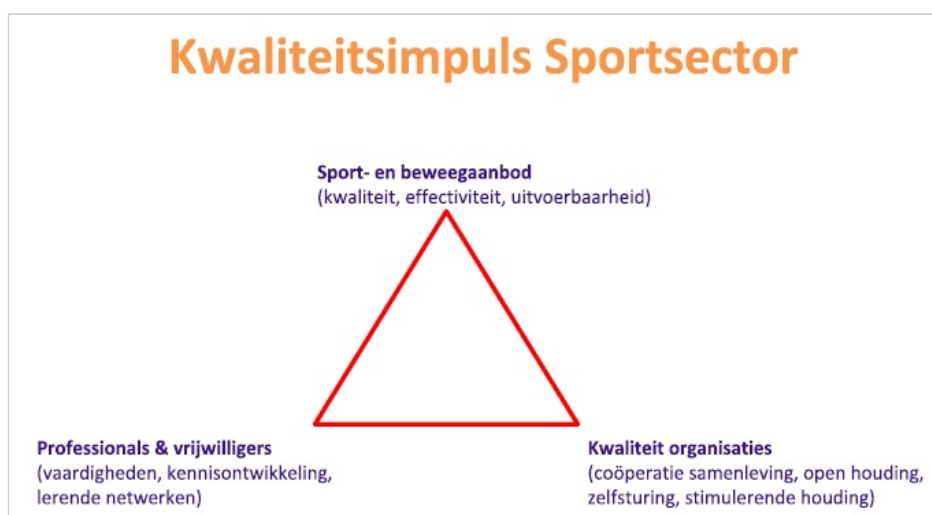 Kwaliteitsimpuls Sportsector
Sport- en beweegaanbod
(kwaliteit, effectiviteit, uitvoerbaarheid)
Professionals & vrijwilligers
(vaardigheden, kennisontwikkeling,
lerende netwerken)
Kwaliteit organisaties
(coöperatie samenleving, open houding,
zelfsturing, stimulerende houding)